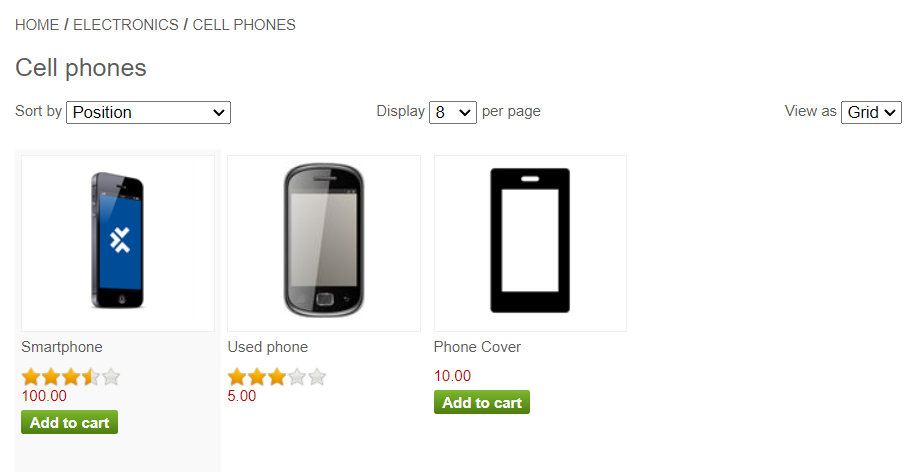 HOME / ELECTRONICS / CELL PHONES
Cell phones
Sort by Position Display 8 per page View as Grid
Smartphone Used phone Phone Cover
100.00 5.00 10.00
Add to cart Add to cart